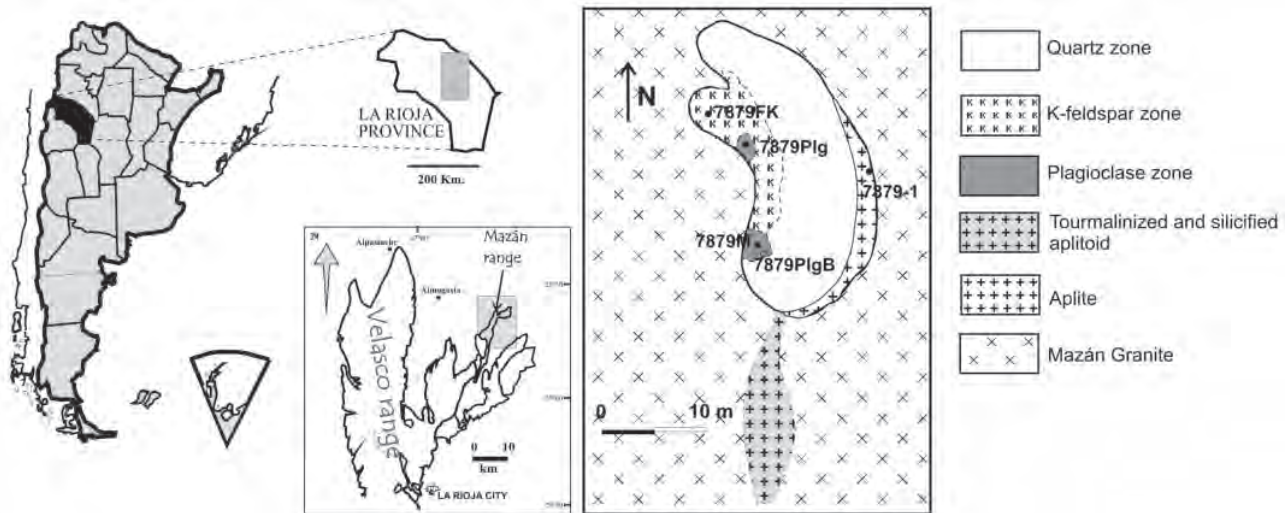 LA RIOJA
PROVINCE
200 Km.
N
Mazán
range
Velasco range
0 10
km
LA RIOJA CITY
N
7879FK
7879Plg
7879-1
7879M
7879PlgB
0 10 m
Quartz zone
K-feldspar zone
Plagioclase zone
Tourmalinized and silicified
aplitoid
Aplite
Mazán Granite